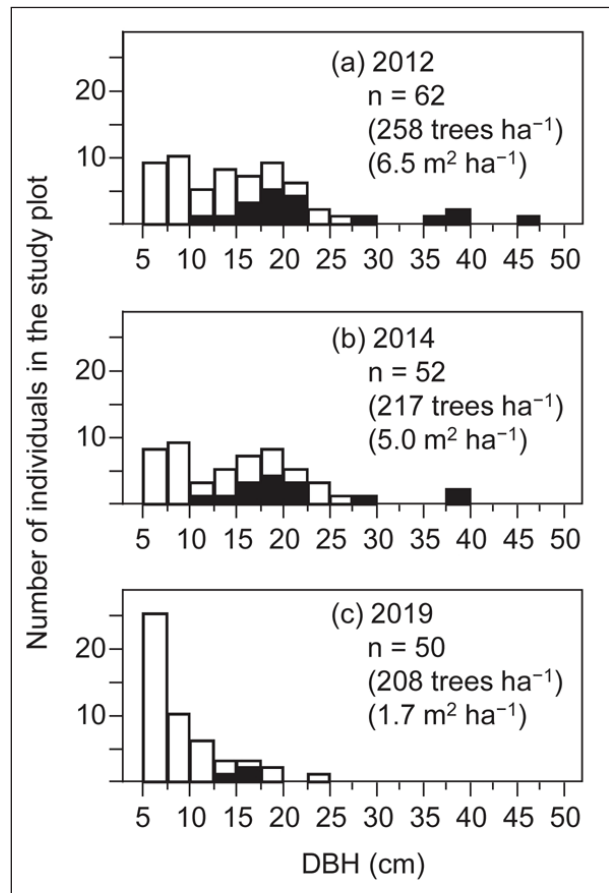 Number of individuals in the study plot
(a) 2012
n = 62
(258 trees ha⁻¹)
(6.5 m² ha⁻¹)
20
10
5 10 15 20 25 30 35 40 45 50
(b) 2014
n = 52
(217 trees ha⁻¹)
(5.0 m² ha⁻¹)
20
10
5 10 15 20 25 30 35 40 45 50
(c) 2019
n = 50
(208 trees ha⁻¹)
(1.7 m² ha⁻¹)
20
10
5 10 15 20 25 30 35 40 45 50
DBH (cm)